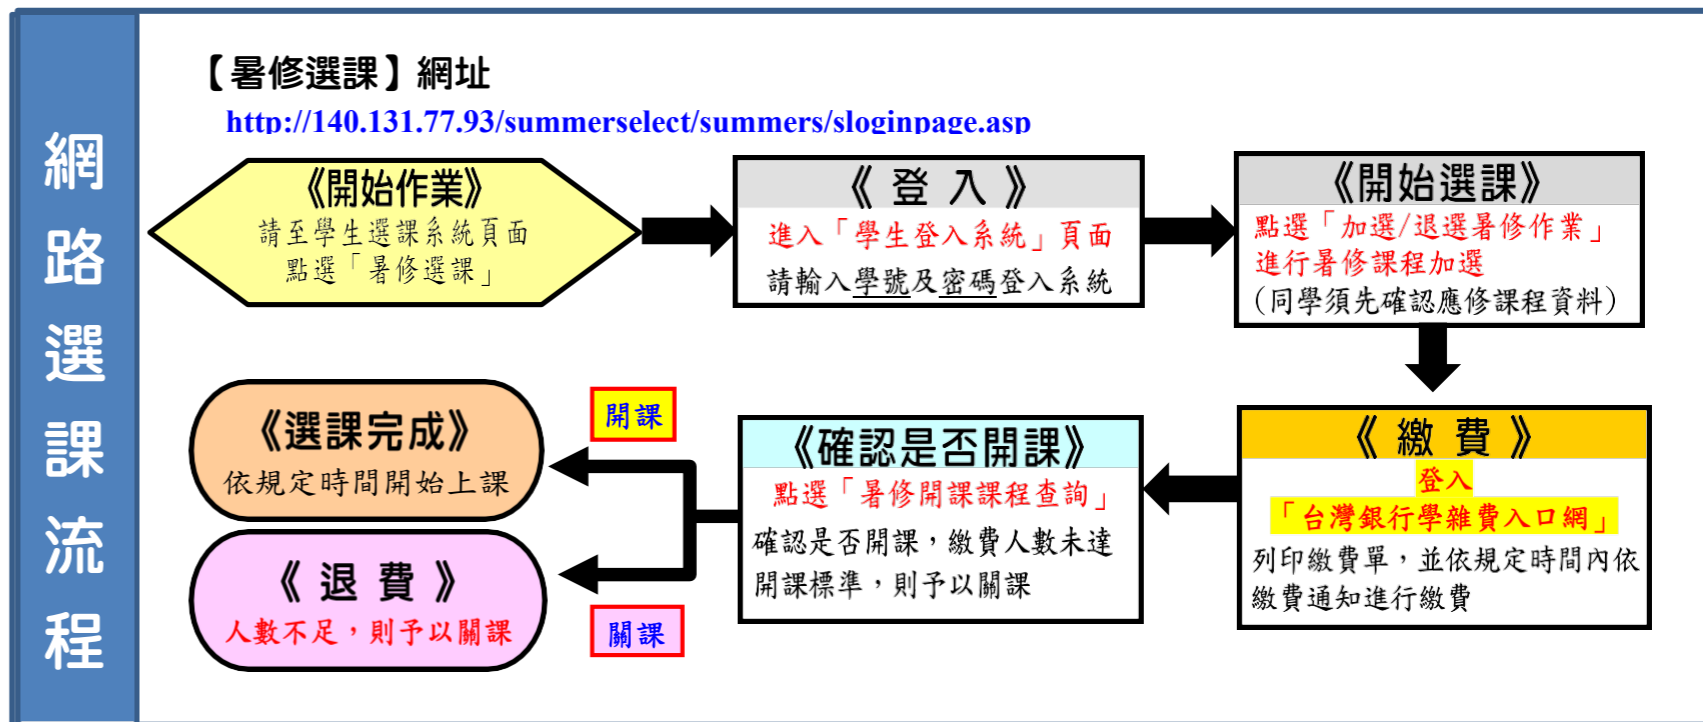 網路選課流程
【暑修選課】網址
http://140.131.77.93/summerselect/summers/sloginpage.asp
《開始作業》
請至學生選課系統頁面
點選「暑修選課」
《登入》
進入「學生登入系統」頁面
請輸入學號及密碼登入系統
《開始選課》
點選「加選/退選暑修作業」
進行暑修課程加選
(同學須先確認應修課程資料)
《繳費》
登入
「台灣銀行學雜費入口網」
列印繳費單，並依規定時間內依
繳費通知進行繳費
《確認是否開課》
點選「暑修開課課程查詢」
確認是否開課，繳費人數未達
開課標準，則予以關課
開課
《選課完成》
依規定時間開始上課
關課
《退費》
人數不足，則予以關課